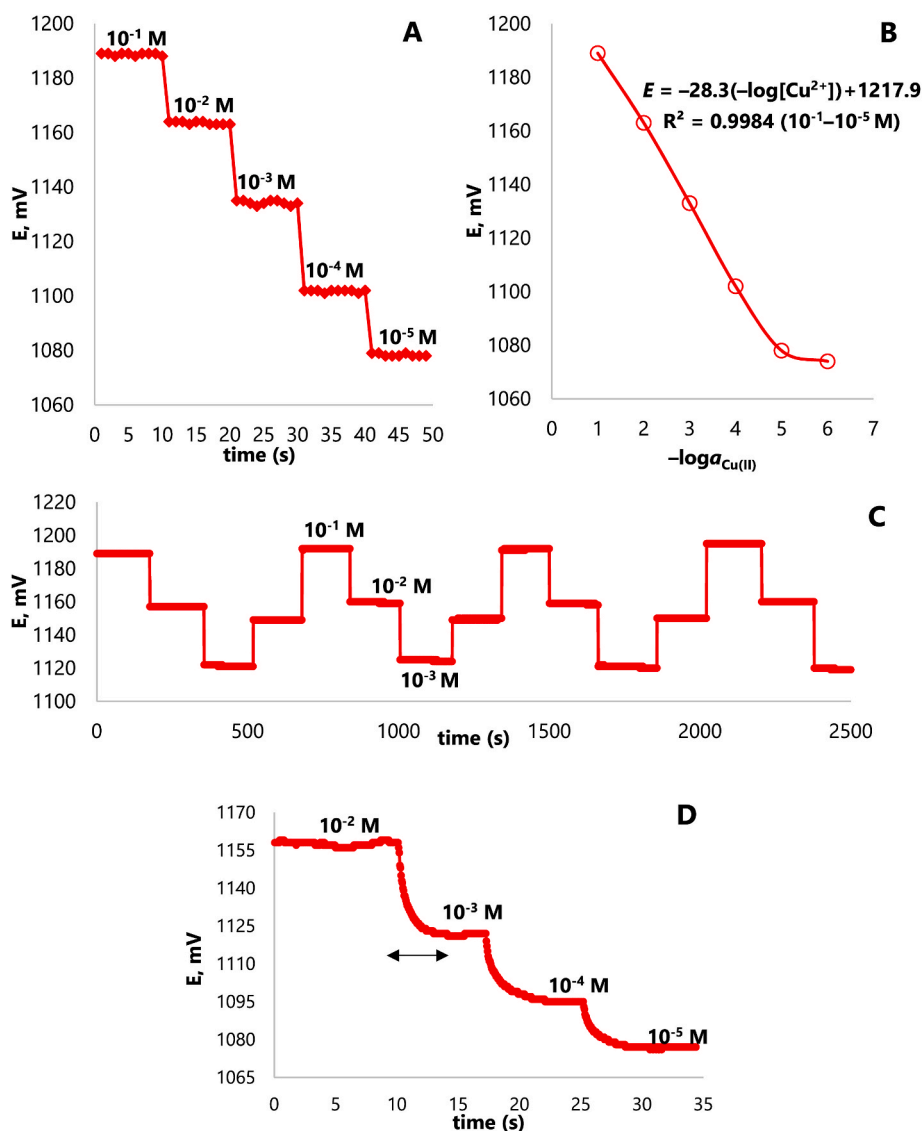 A
1200
1180
1160
1140
1120
1100
1080
1060
E, mV
10⁻¹ M
10⁻² M
10⁻³ M
10⁻⁴ M
10⁻⁵ M
0 5 10 15 20 25 30 35 40 45 50
time (s)
B
1200
1180
1160
1140
1120
1100
1080
1060
E, mV
E = –28.3(–log[Cu²⁺])+1217.9
R² = 0.9984 (10⁻¹–10⁻⁵ M)
0 1 2 3 4 5 6 7
–logaCu(II)
C
1220
1200
1180
1160
1140
1120
1100
E, mV
10⁻¹ M
10⁻² M
10⁻³ M
0 500 1000 1500 2000 2500
time (s)
D
1170
1155
1140
1125
1110
1095
1080
1065
E, mV
10⁻² M
10⁻³ M
10⁻⁴ M
10⁻⁵ M
0 5 10 15 20 25 30 35
time (s)